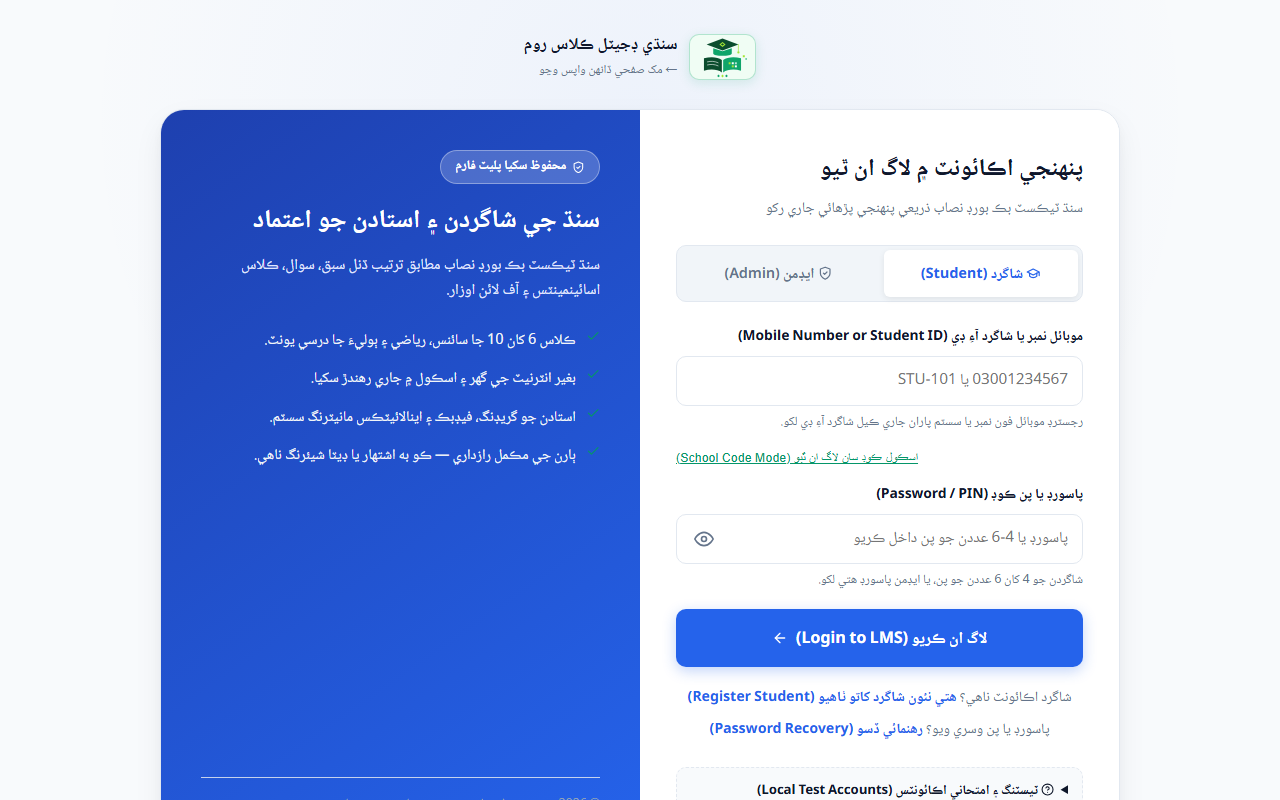 سنڌي ڊجيٽل ڪلاس روم
← مک صفحي ڏانهن واپس وڃو
پنهنجي اڪائونٽ ۾ لاگ ان ٿيو
سنڌ ٽيڪسٽ بڪ بورڊ نصاب ذريعي پنهنجي پڙهائي جاري رکو
شاگرد (Student)
ايڊمن (Admin)
موبائل نمبر يا شاگرد آءِ ڊي (Mobile Number or Student ID)
03001234567 يا STU-101
رجسٽرڊ موبائل فون نمبر يا سسٽم پاران جاري ڪيل شاگرد آءِ ڊي لکو.
اسڪول ڪوڊ سان لاگ ان ٿيو (School Code Mode)
پاسورڊ يا پن ڪوڊ (Password / PIN)
پاسورڊ يا 4-6 عددن جو پن داخل ڪريو
شاگردن جو 4 کان 6 عددن جو پن، يا ايڊمن پاسورڊ هتي لکو.
لاگ ان ڪريو (Login to LMS) ←
شاگرد اڪائونٽ ناهي؟ هتي نئون شاگرد کاتو ٺاهيو (Register Student)
پاسورڊ يا پن وسري ويو؟ رهنمائي ڏسو (Password Recovery)
ٽيسٽنگ ۽ امتحاني اڪائونٽس (Local Test Accounts)
محفوظ سکيا پليٽ فارم
سنڌ جي شاگردن ۽ استادن جو اعتماد
سنڌ ٽيڪسٽ بڪ بورڊ نصاب مطابق ترتيب ڏنل سبق، سوال، ڪلاس
اسائينمينٽس ۽ آف لائن اوزار.
ڪلاس 6 کان 10 جا سائنس، رياضي ۽ ٻوليءَ جا درسي يونٽ.
بغير انٽرنيٽ جي گهر ۽ اسڪول ۾ جاري رهندڙ سکيا.
استادن جو گريڊنگ، فيڊبڪ ۽ اينالائيٽڪس مانيٽرنگ سسٽم.
ٻارن جي مڪمل رازداري — ڪو به اشتهار يا ڊيٽا شيئرنگ ناهي.